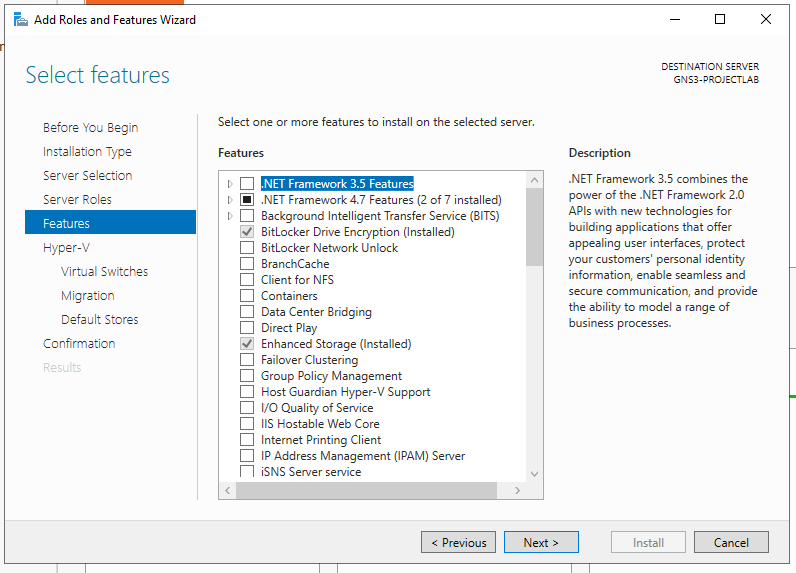 Add Roles and Features Wizard
Select features
DESTINATION SERVER
GNS3-PROJECTLAB
Before You Begin
Installation Type
Server Selection
Server Roles
Features
Hyper-V
Virtual Switches
Migration
Default Stores
Confirmation
Results
Select one or more features to install on the selected server.
Features
.NET Framework 3.5 Features
.NET Framework 4.7 Features (2 of 7 installed)
Background Intelligent Transfer Service (BITS)
BitLocker Drive Encryption (Installed)
BitLocker Network Unlock
BranchCache
Client for NFS
Containers
Data Center Bridging
Direct Play
Enhanced Storage (Installed)
Failover Clustering
Group Policy Management
Host Guardian Hyper-V Support
I/O Quality of Service
IIS Hostable Web Core
Internet Printing Client
IP Address Management (IPAM) Server
iSNS Server service
Description
.NET Framework 3.5 combines the
power of the .NET Framework 2.0
APIs with new technologies for
building applications that offer
appealing user interfaces, protect
your customers' personal identity
information, enable seamless and
secure communication, and provide
the ability to model a range of
business processes.
< Previous
Next >
Install
Cancel